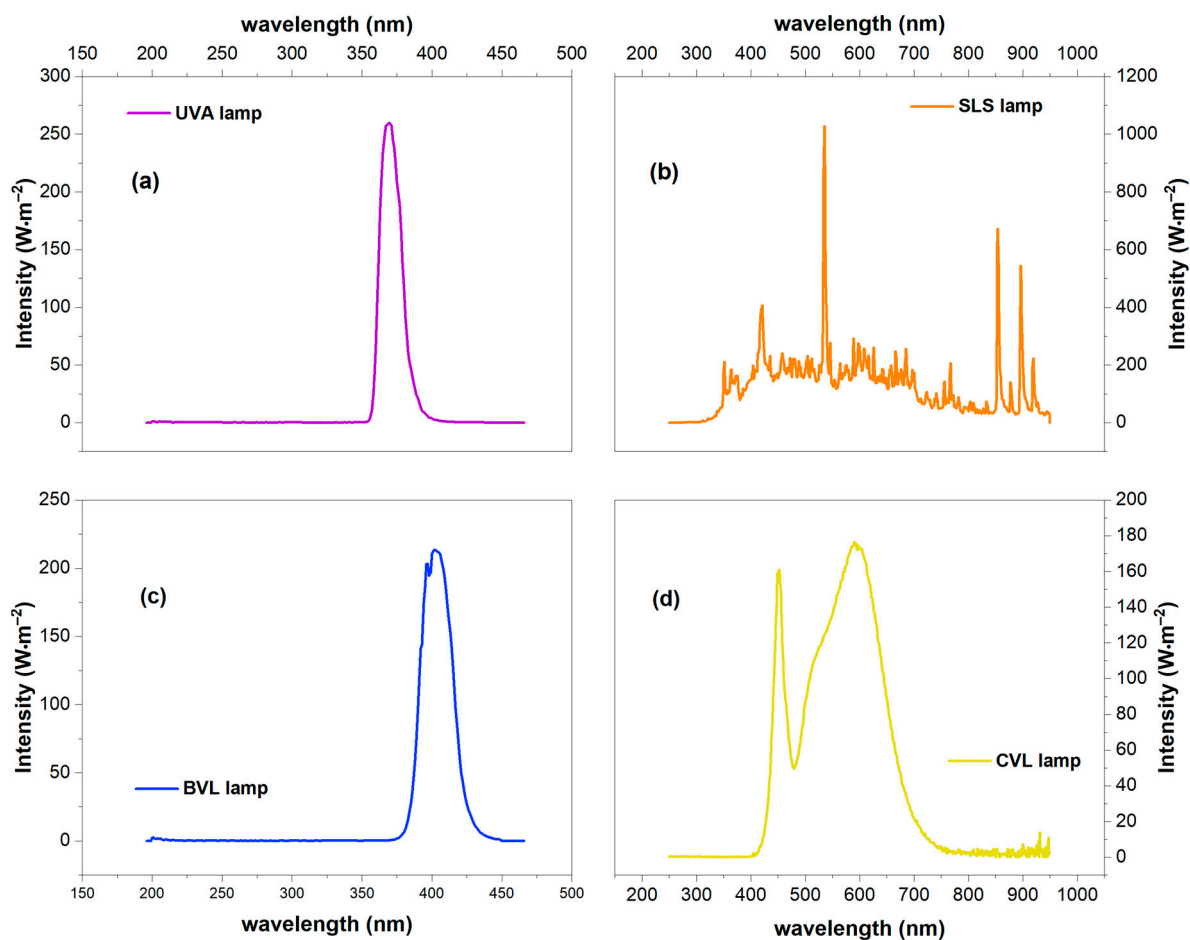 wavelength (nm)
150 200 250 300 350 400 450 500
300
250
200
150
100
50
0
Intensity (W·m⁻²)
UVA lamp
(a)
wavelength (nm)
200 300 400 500 600 700 800 900 1000
1200
1000
800
600
400
200
0
Intensity (W·m⁻²)
SLS lamp
(b)
250
200
150
100
50
0
Intensity (W·m⁻²)
(c)
BVL lamp
150 200 250 300 350 400 450 500
wavelength (nm)
200
180
160
140
120
100
80
60
40
20
0
Intensity (W·m⁻²)
(d)
CVL lamp
200 300 400 500 600 700 800 900 1000
wavelength (nm)